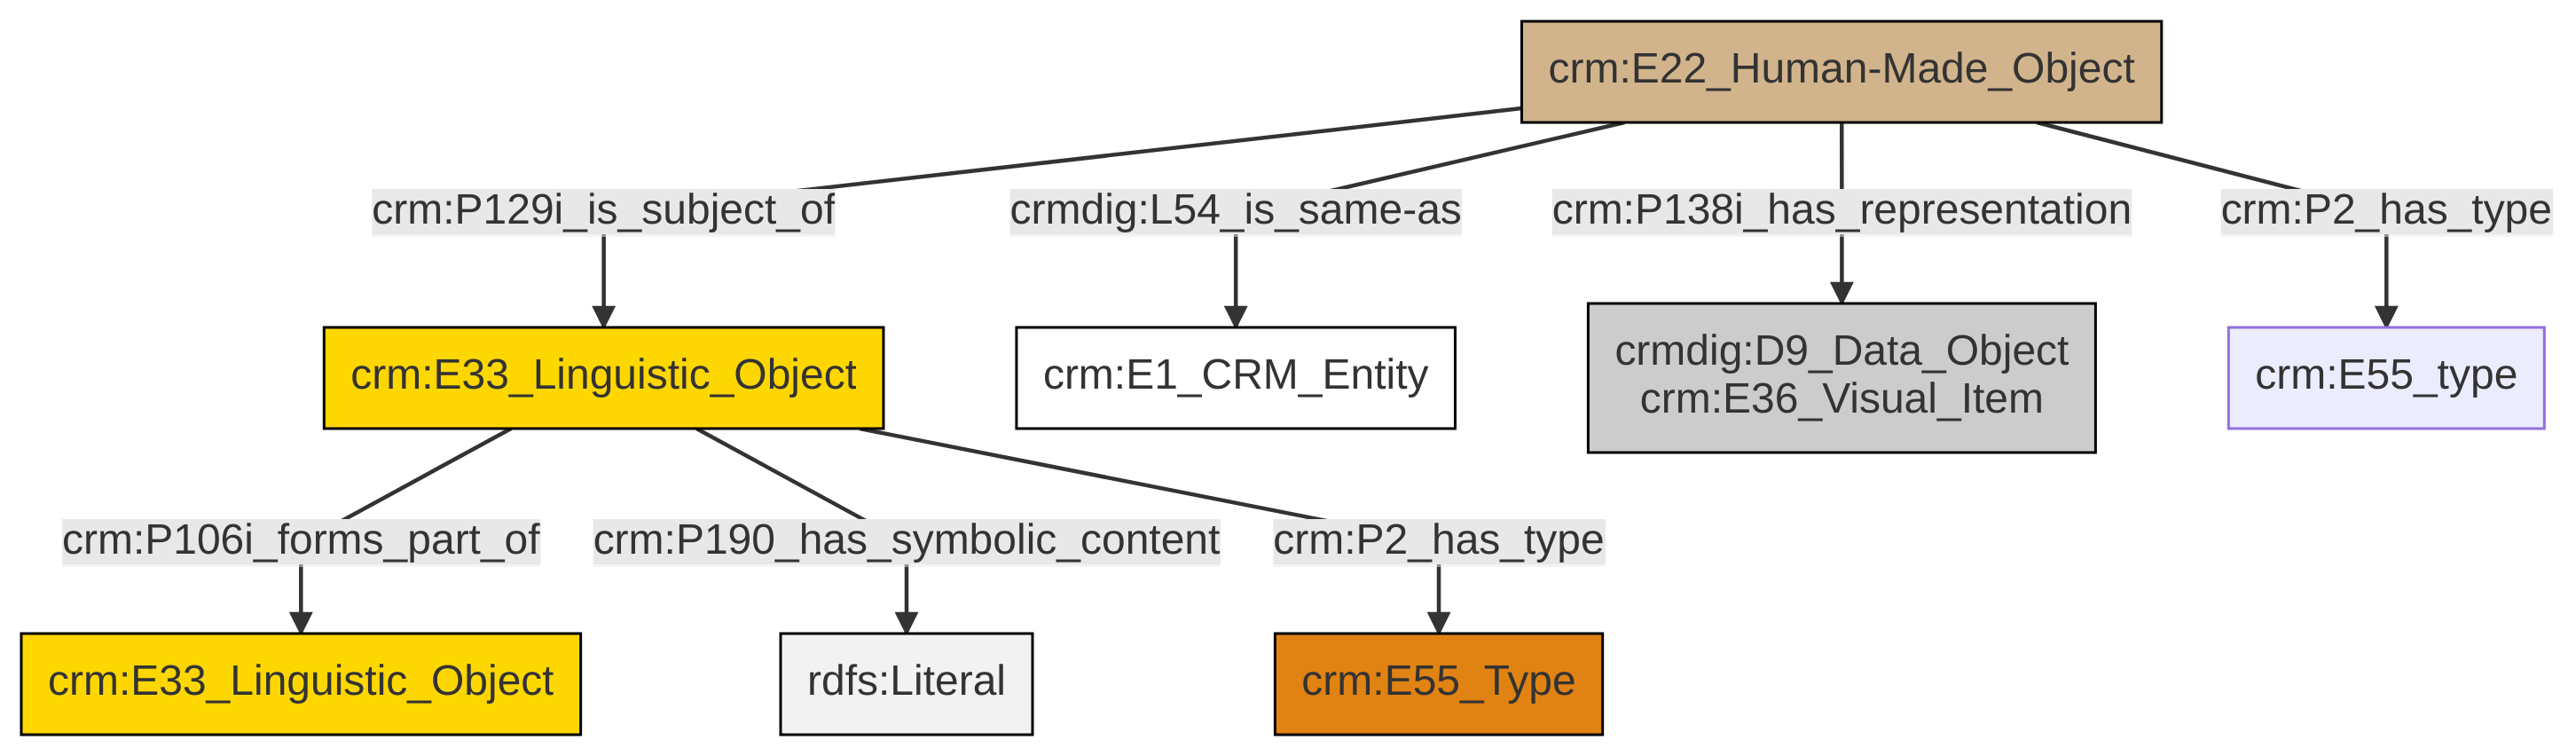 crm:E22_Human-Made_Object
crm:P129i_is_subject_of
crmdig:L54_is_same-as
crm:P138i_has_representation
crm:P2_has_type
crm:E33_Linguistic_Object
crm:E1_CRM_Entity
crmdig:D9_Data_Object
crm:E36_Visual_Item
crm:E55_type
crm:P106i_forms_part_of
crm:P190_has_symbolic_content
crm:P2_has_type
crm:E33_Linguistic_Object
rdfs:Literal
crm:E55_Type